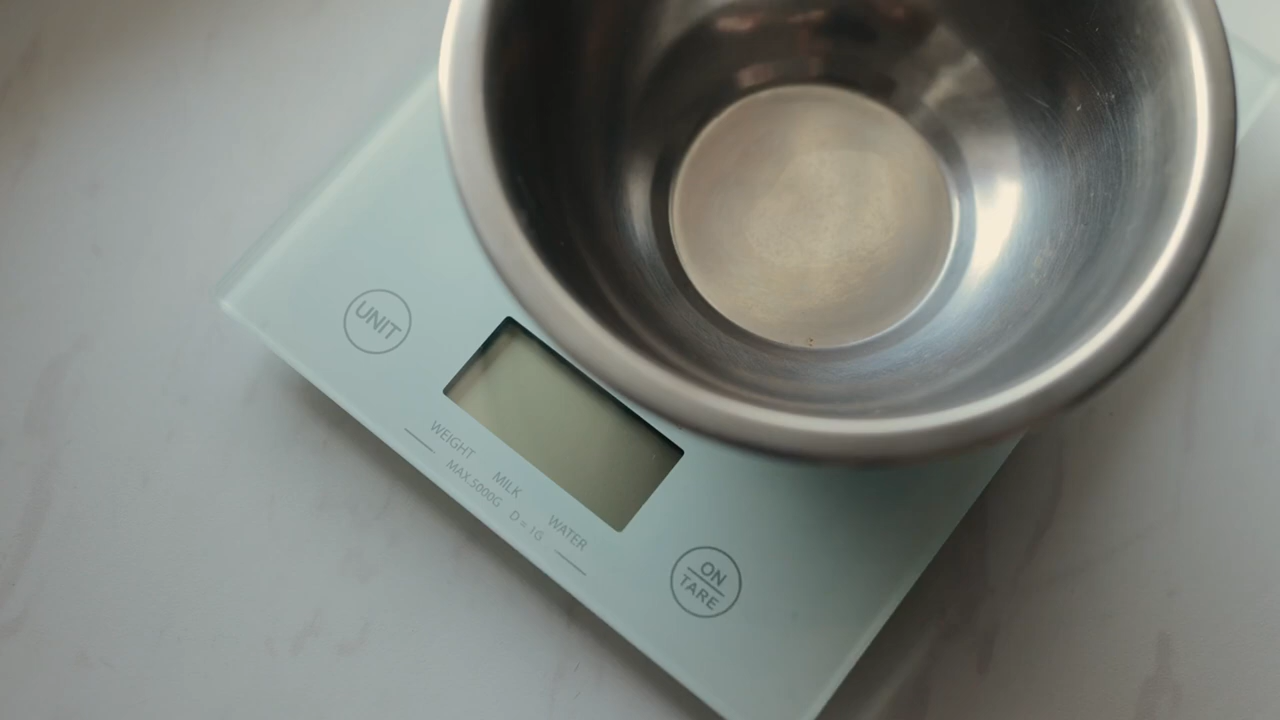 UNIT
WEIGHT MILK WATER
MAX.5000G D=1G
ON
TARE